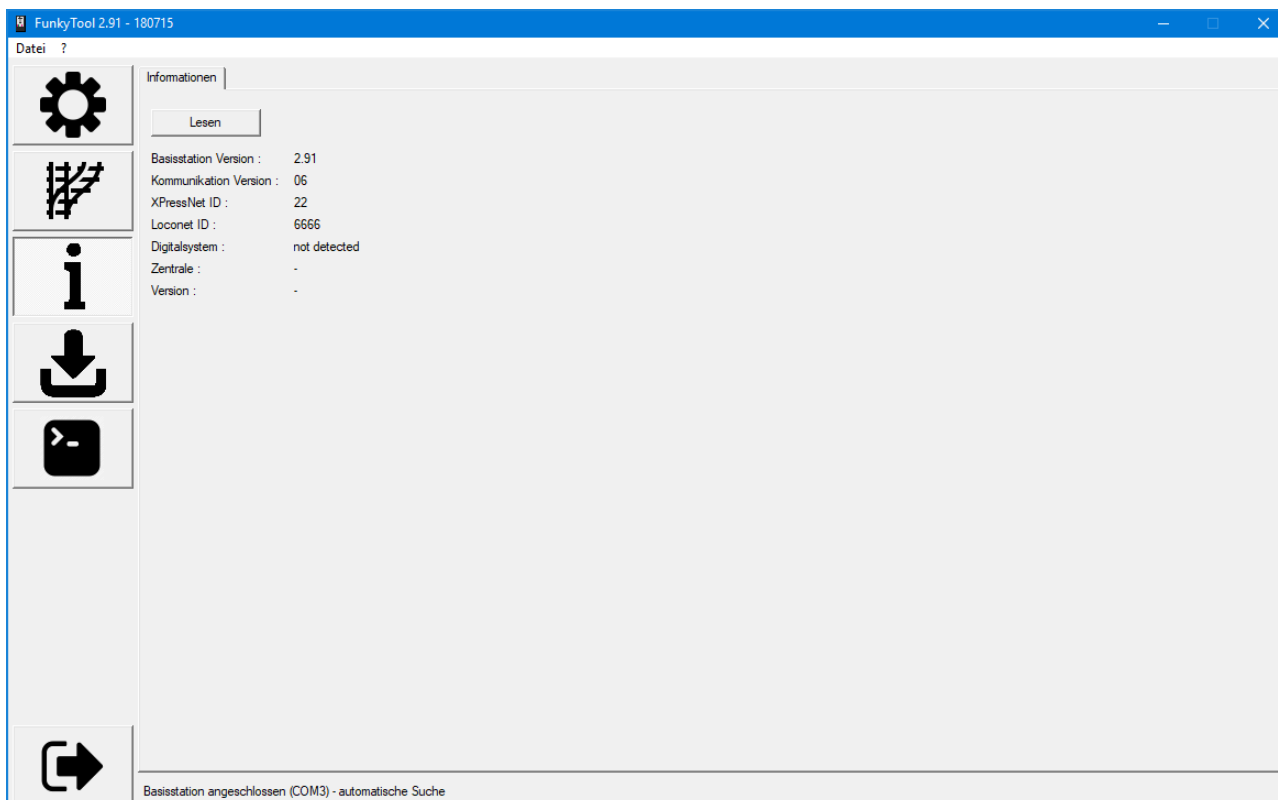 FunkyTool 2.91 - 180715
Datei ?
Informationen
Lesen
Basisstation Version : 2.91
Kommunikation Version : 06
XPressNet ID : 22
Loconet ID : 6666
Digitalsystem : not detected
Zentrale : -
Version : -
Basisstation angeschlossen (COM3) - automatische Suche